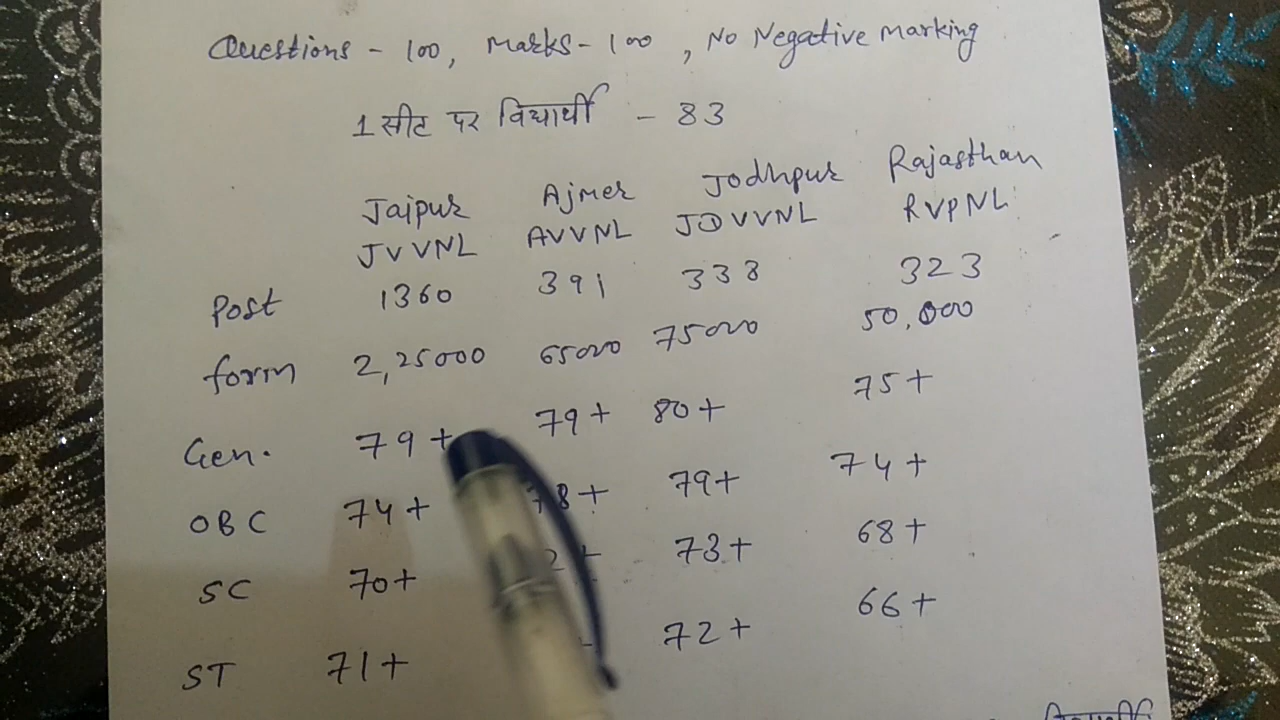 Questions - 100, Marks - 100, No Negative Marking
1 सीट पर विद्यार्थी - 83
Jaipur Ajmer Jodhpur Rajasthan
JVVNL AVVNL JDVVNL RVPNL
Post 1360 391 338 323
form 2,25000 65000 75000 50,000
Gen. 79+ 79+ 80+ 75+
OBC 74+ 78+ 79+ 74+
SC 70+ 73+ 68+
ST 71+ 72+ 66+